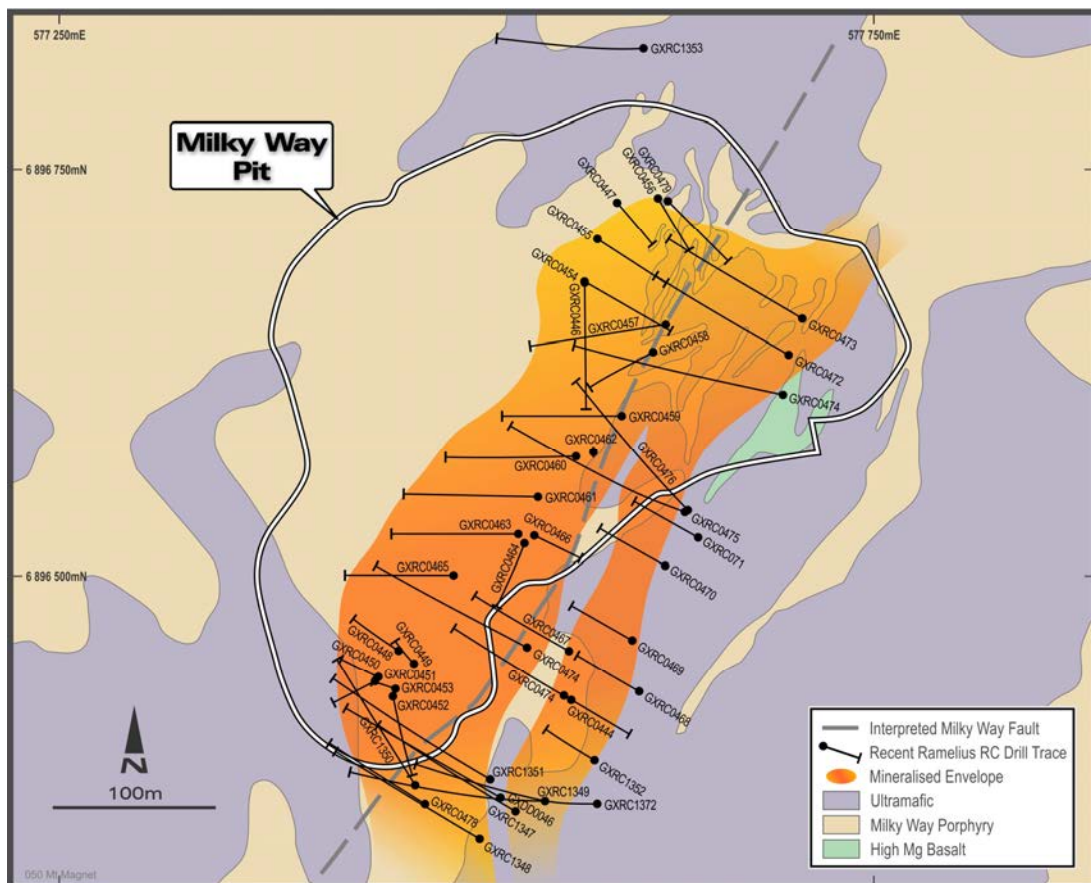 577 250mE
577 750mE
GXRC1353
Milky Way
Pit
6 896 750mN
GXRC0479
GXRC0456
GXRC0447
GXRC0455
GXRC0454
GXRC0446
GXRC0457
GXRC0458
GXRC0473
GXRC0472
GXRC0474
GXRC0459
GXRC0462
GXRC0460
GXRC0476
GXRC0461
GXRC0475
GXRC0463
GXRC0466
GXRC0464
GXRC071
6 896 500mN
GXRC0465
GXRC0470
GXRC0467
GXRC0448
GXRC0449
GXRC0469
GXRC0450
GXRC0451
GXRC0474
GXRC0453
GXRC0452
GXRC0474
GXRC0468
GXRC0444
GXRC1350
GXRC1351
GXRC1352
GXRC1349
GXRC1372
GXDD0046
GXRC1347
GXRC0478
GXRC1348
N
100m
Interpreted Milky Way Fault
Recent Ramelius RC Drill Trace
Mineralised Envelope
Ultramafic
Milky Way Porphyry
High Mg Basalt
050 Mt Magnet